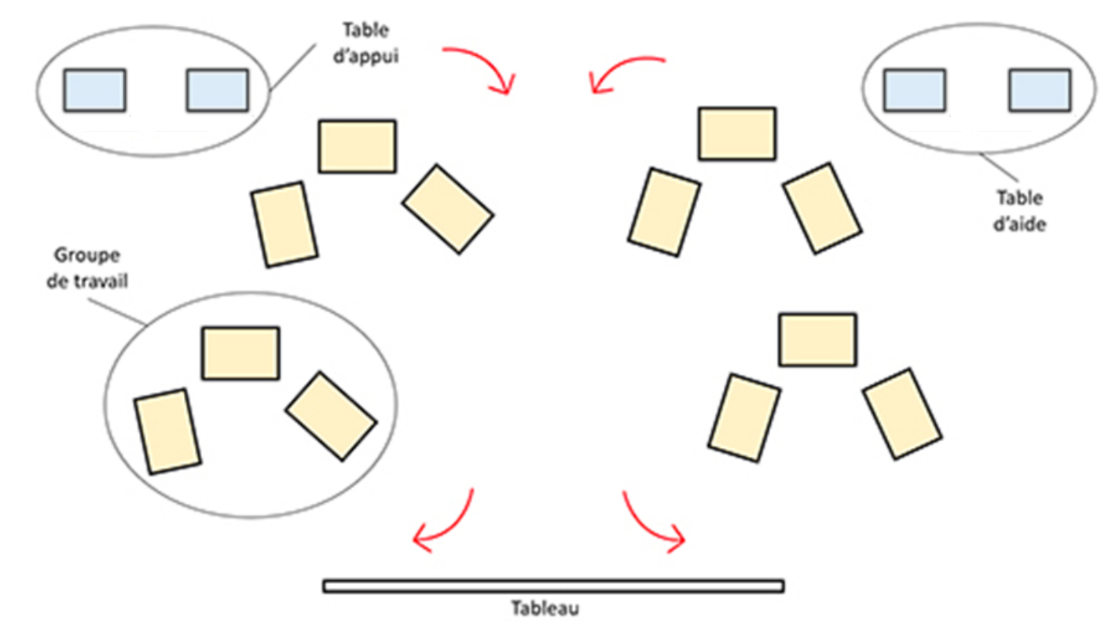 Table
d'appui
Table
d'aide
Groupe
de travail
Tableau